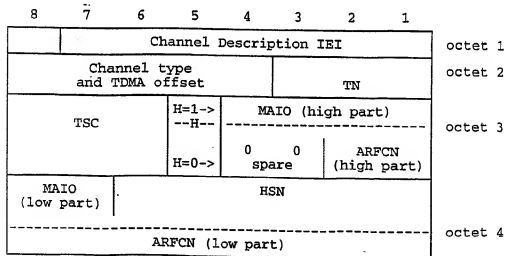 8 7 6 5 4 3 2 1
Channel Description IEI octet 1
Channel type
and TDMA offset TN octet 2
TSC H=1-> MAIO (high part)
--H-- octet 3
0 0 ARFCN
H=0-> spare (high part)
MAIO HSN
(low part)
octet 4
ARFCN (low part)